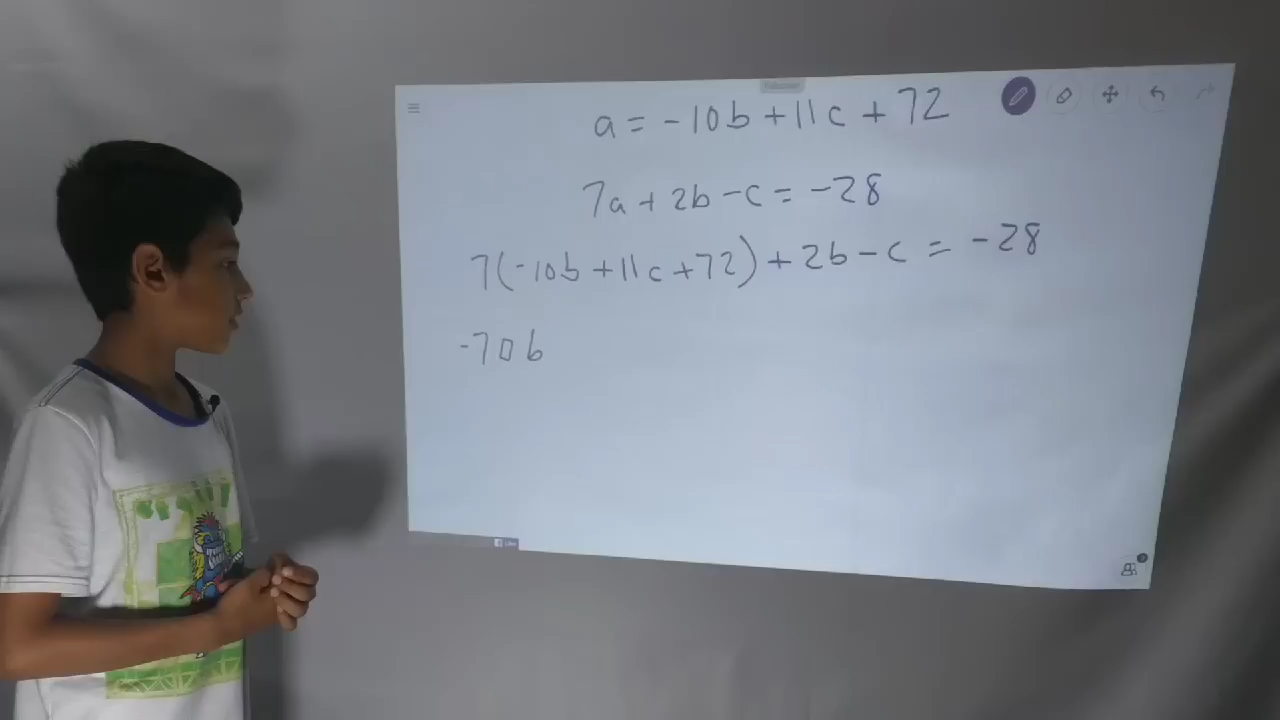 a = -10b + 11c + 72
7a + 2b - c = -28
7(-10b + 11c + 72) + 2b - c = -28
-70b